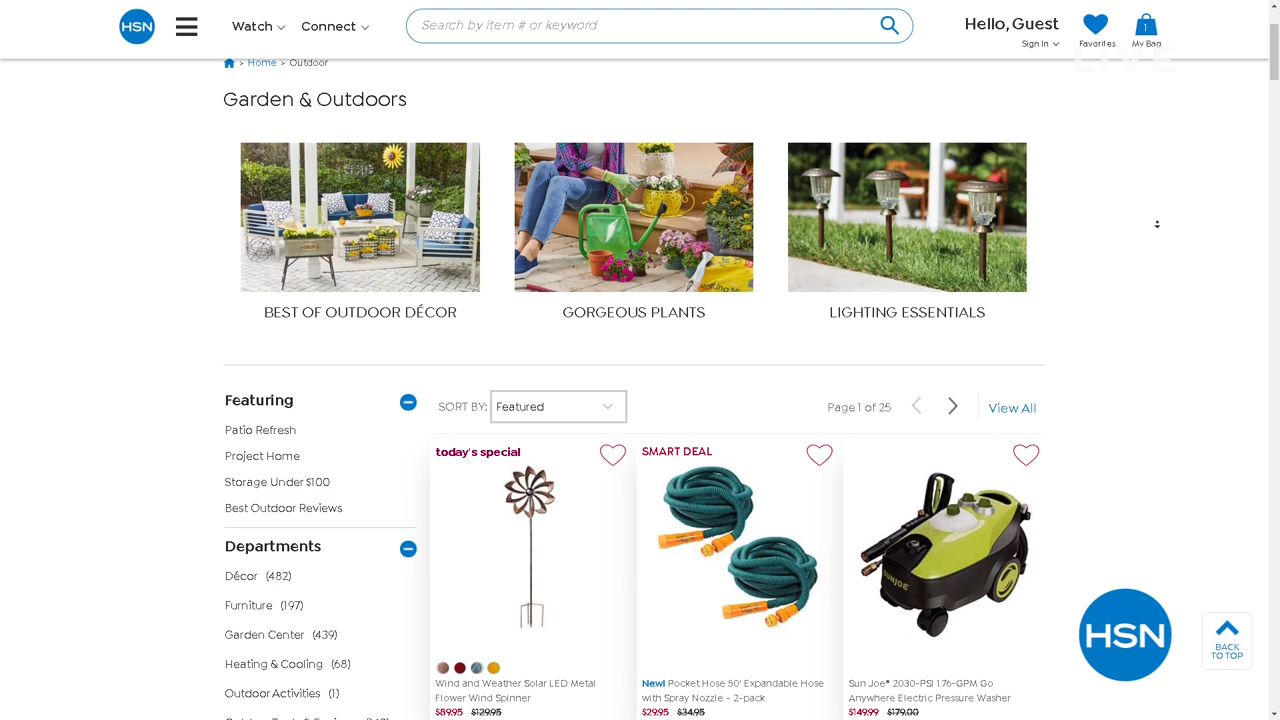 HSN
Watch
Connect
Search by item # or keyword
Hello, Guest
Sign In
Favorites
1
My Bag
LIVE
> Home > Outdoor
Garden & Outdoors
BEST OF OUTDOOR DÉCOR
GORGEOUS PLANTS
LIGHTING ESSENTIALS
Featuring
Patio Refresh
Project Home
Storage Under $100
Best Outdoor Reviews
Departments
Décor (482)
Furniture (197)
Garden Center (439)
Heating & Cooling (68)
Outdoor Activities (1)
SORT BY: Featured
Page 1 of 25
View All
today's special
Wind and Weather Solar LED Metal
Flower Wind Spinner
$89.95 $129.95
SMART DEAL
New! Pocket Hose 50' Expandable Hose
with Spray Nozzle - 2-pack
$29.95 $34.95
SUNJOE
Sun Joe® 2030-PSI 1.76-GPM Go
Anywhere Electric Pressure Washer
$149.99 $179.00
HSN
BACK
TO TOP